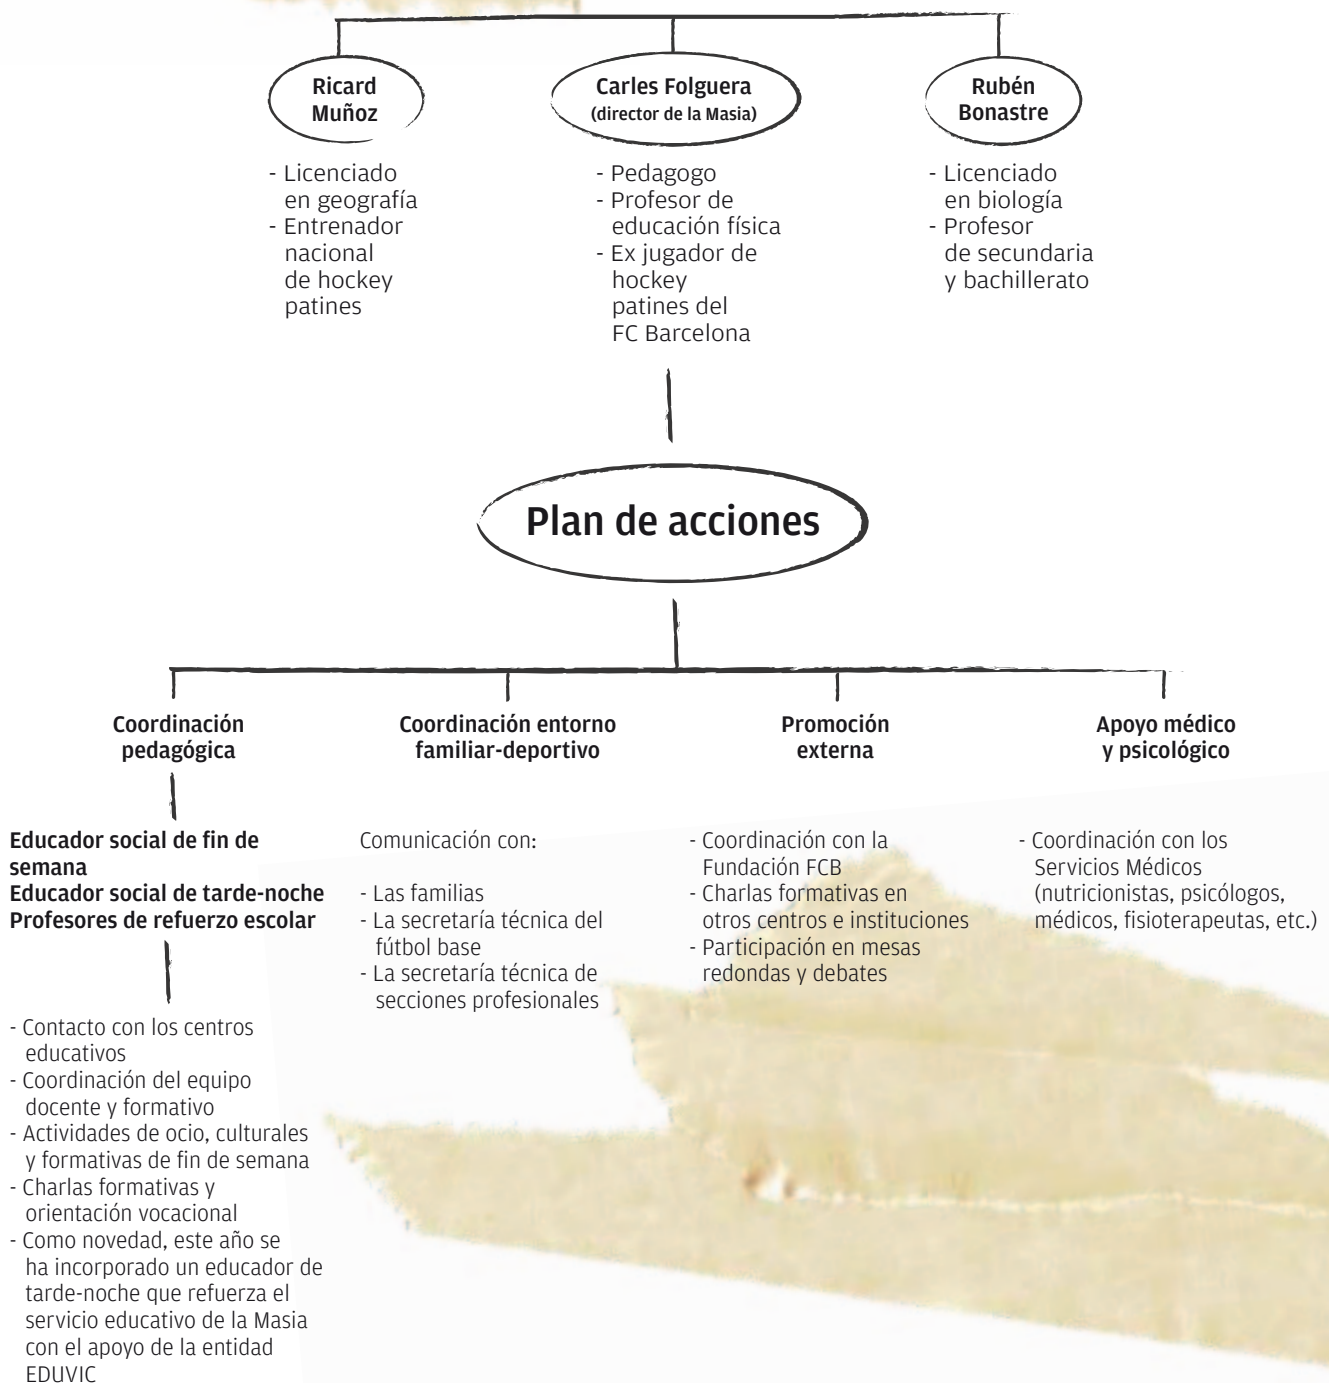 Ricard
Muñoz
- Licenciado
en geografía
- Entrenador
nacional
de hockey
patines
Carles Folguera
(director de la Masia)
- Pedagogo
- Profesor de
educación física
- Ex jugador de
hockey
patines del
FC Barcelona
Rubén
Bonastre
- Licenciado
en biología
- Profesor
de secundaria
y bachillerato
Plan de acciones
Coordinación
pedagógica
Educador social de fin de
semana
Educador social de tarde-noche
Profesores de refuerzo escolar
- Contacto con los centros
educativos
- Coordinación del equipo
docente y formativo
- Actividades de ocio, culturales
y formativas de fin de semana
- Charlas formativas y
orientación vocacional
- Como novedad, este año se
ha incorporado un educador de
tarde-noche que refuerza el
servicio educativo de la Masia
con el apoyo de la entidad
EDUVIC
Coordinación entorno
familiar-deportivo
Comunicación con:
- Las familias
- La secretaría técnica del
fútbol base
- La secretaría técnica de
secciones profesionales
Promoción
externa
- Coordinación con la
Fundación FCB
- Charlas formativas en
otros centros e instituciones
- Participación en mesas
redondas y debates
Apoyo médico
y psicológico
- Coordinación con los
Servicios Médicos
(nutricionistas, psicólogos,
médicos, fisioterapeutas, etc.)